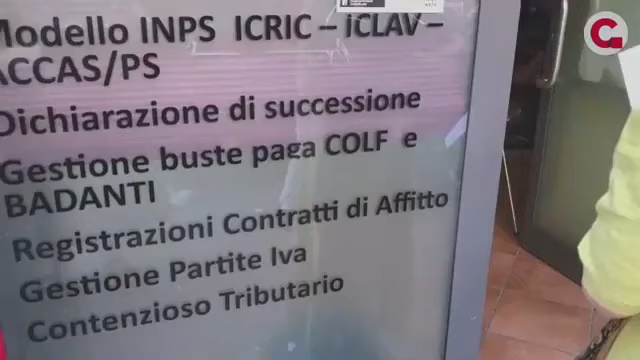 Modello INPS ICRIC – iCLAV –
ACCAS/PS
Dichiarazione di successione
Gestione buste paga COLF e
BADANTI
Registrazioni Contratti di Affitto
Gestione Partite Iva
Contenzioso Tributario